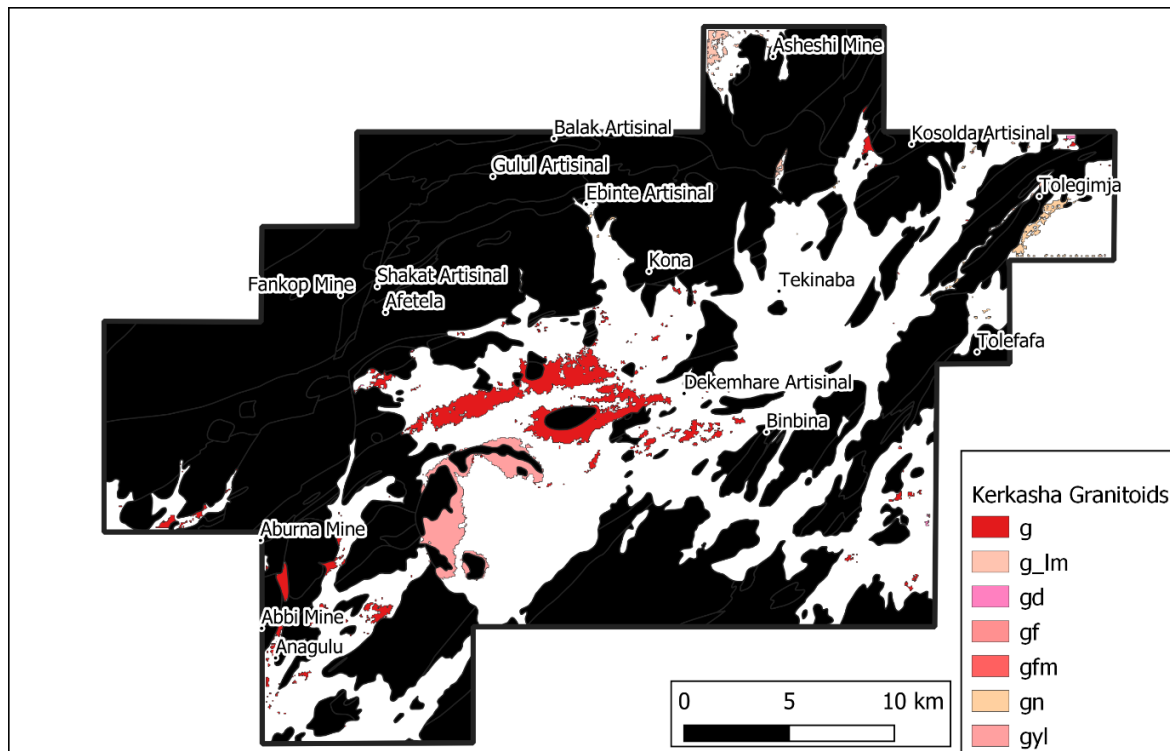 Asheshi Mine
Balak Artisinal
Kosolda Artisinal
Gulul Artisinal
Ebinte Artisinal
Tolegimja
Kona
Shakat Artisinal
Fankop Mine
Tekinaba
Afetela
Tolefafa
Dekemhare Artisinal
Binbina
Kerkasha Granitoids
g
Aburna Mine
g_lm
gd
Abbi Mine
gf
Anagulu
gfm
0 5 10 km
gn
gyl